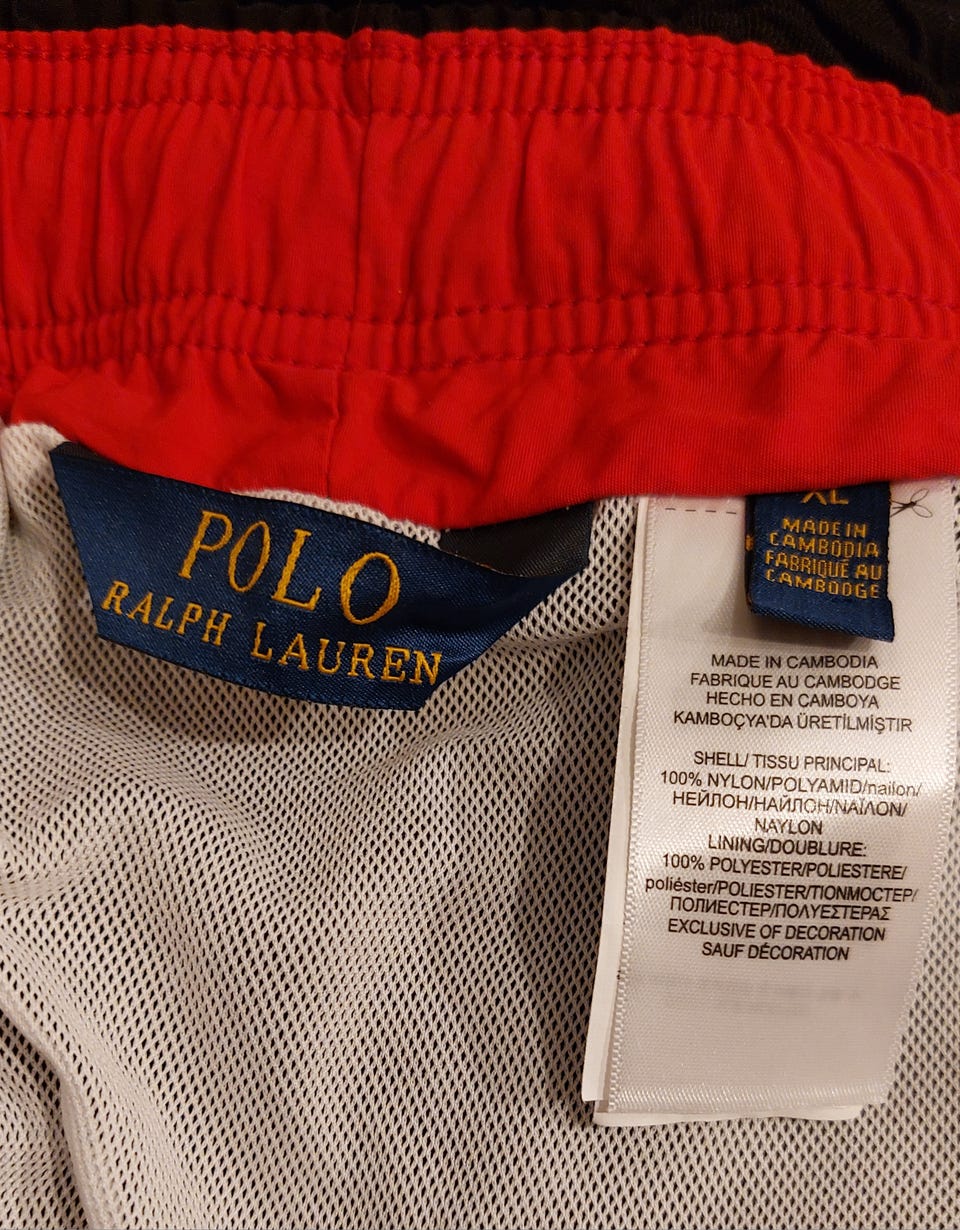 POLO
RALPH LAUREN
XL
MADE IN
CAMBODIA
FABRIQUÉ AU
CAMBODGE
MADE IN CAMBODIA
FABRIQUE AU CAMBODGE
HECHO EN CAMBOYA
KAMBOÇYA'DA ÜRETİLMİŞTIR
SHELL/ TISSU PRINCIPAL:
100% NYLON/POLYAMID/nailon/
НЕЙЛОН/НАЙЛОН/ΝΑΪΛΟΝ/
NAYLON
LINING/DOUBLURE:
100% POLYESTER/POLIESTERE/
poliéster/POLIESTER/ТІОНМОСТЕР/
ПОЛИЕСТЕР/ΠΟΛΥΕΣΤΕΡΑΣ
EXCLUSIVE OF DECORATION
SAUF DÉCORATION